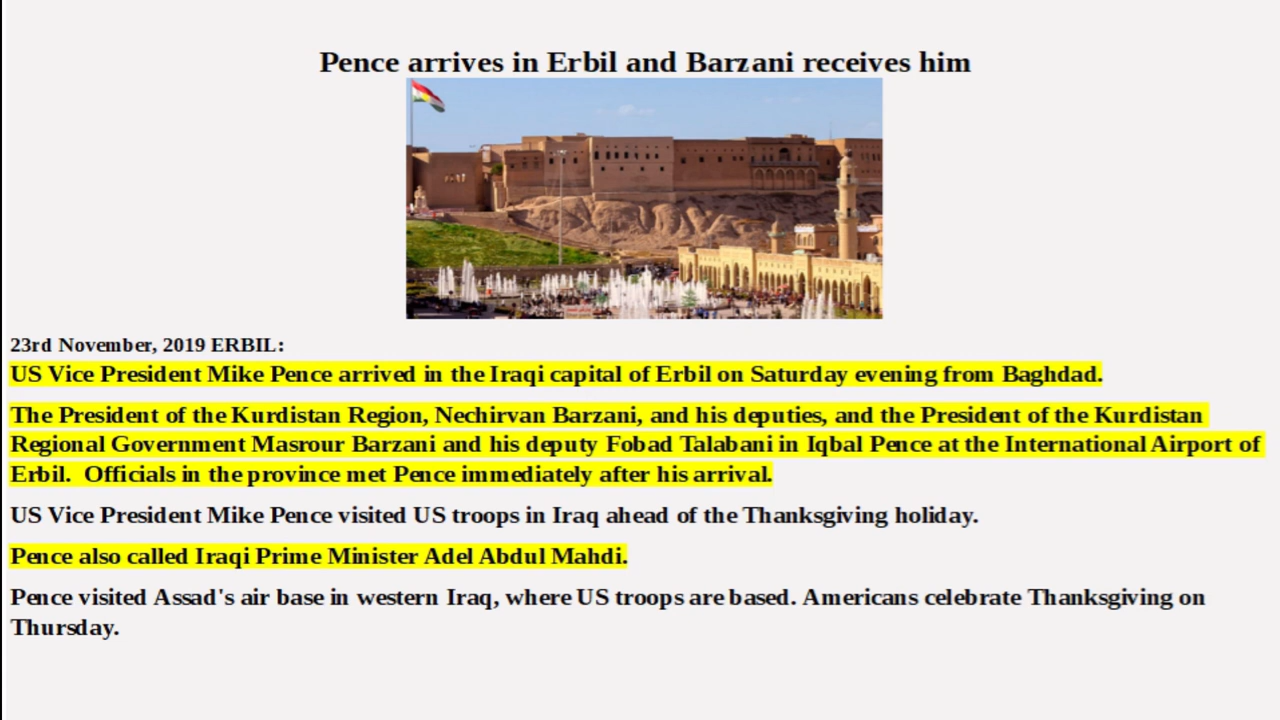 Pence arrives in Erbil and Barzani receives him
23rd November, 2019 ERBIL:
US Vice President Mike Pence arrived in the Iraqi capital of Erbil on Saturday evening from Baghdad.
The President of the Kurdistan Region, Nechirvan Barzani, and his deputies, and the President of the Kurdistan
Regional Government Masrour Barzani and his deputy Fobad Talabani in Iqbal Pence at the International Airport of
Erbil.  Officials in the province met Pence immediately after his arrival.
US Vice President Mike Pence visited US troops in Iraq ahead of the Thanksgiving holiday.
Pence also called Iraqi Prime Minister Adel Abdul Mahdi.
Pence visited Assad's air base in western Iraq, where US troops are based. Americans celebrate Thanksgiving on
Thursday.